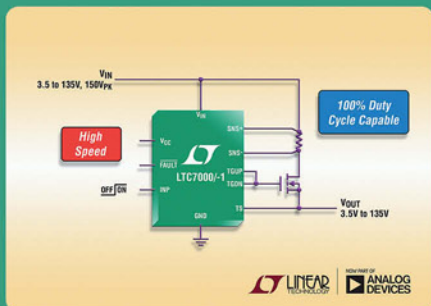 VIN
3.5 to 135V, 150VPK
100% Duty
Cycle Capable
High
Speed
VIN
SNS+
VCC
SNS-
FAULT
TGUP
LTC7000/-1
TGDN
OFF ON
INP
TS
VOUT
3.5V to 135V
GND
LINEAR
TECHNOLOGY
NOW PART OF
ANALOG
DEVICES